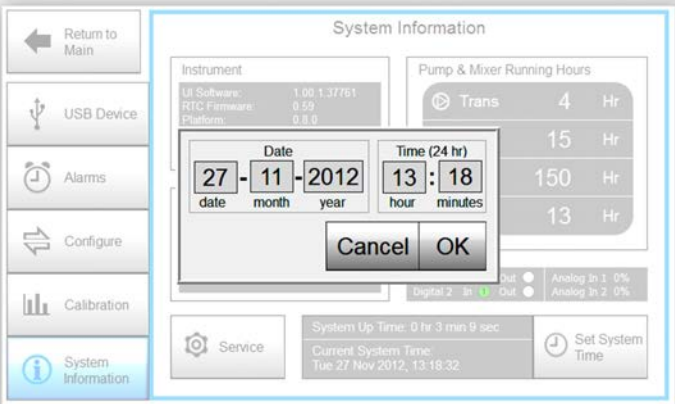 Return to
Main
USB Device
Alarms
Configure
Calibration
System
Information
System Information
Instrument
UI Software: 1.00.1.37761
RTC Firmware: 0.59
Platform: 0.8.0
Pump & Mixer Running Hours
Trans 4 Hr
15 Hr
150 Hr
13 Hr
Date
27 - 11 - 2012
date month year
Time (24 hr)
13 : 18
hour minutes
Cancel OK
Out Analog In 1 0%
Digital 2 In Out Analog In 2 0%
Service
System Up Time: 0 hr 3 min 9 sec
Current System Time:
Tue 27 Nov 2012, 13:18:32
Set System
Time